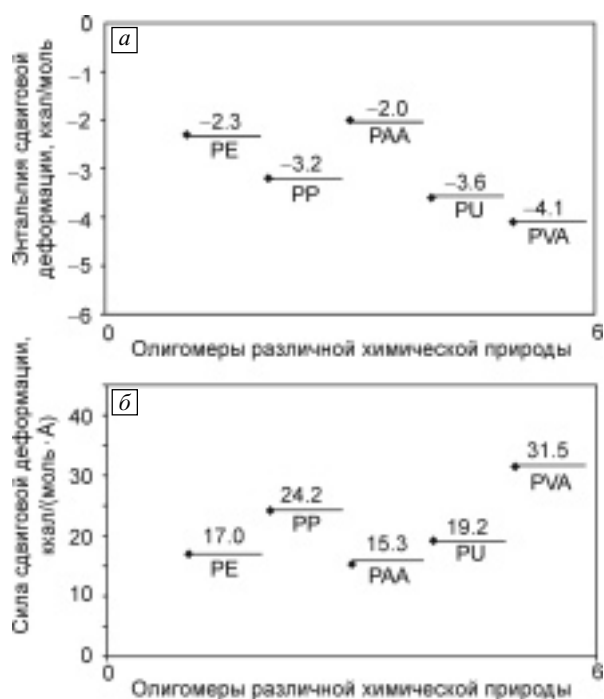 а
0
−1
−2
−3
−4
−5
−6
Энтальпия сдвиговой
деформации, ккал/моль
−2.3
PE
−3.2
PP
−2.0
PAA
−3.6
PU
−4.1
PVA
0
6
Олигомеры различной химической природы
б
40
30
20
10
0
Сила сдвиговой деформации,
ккал/(моль · А)
17.0
PE
24.2
PP
15.3
PAA
19.2
PU
31.5
PVA
0
6
Олигомеры различной химической природы